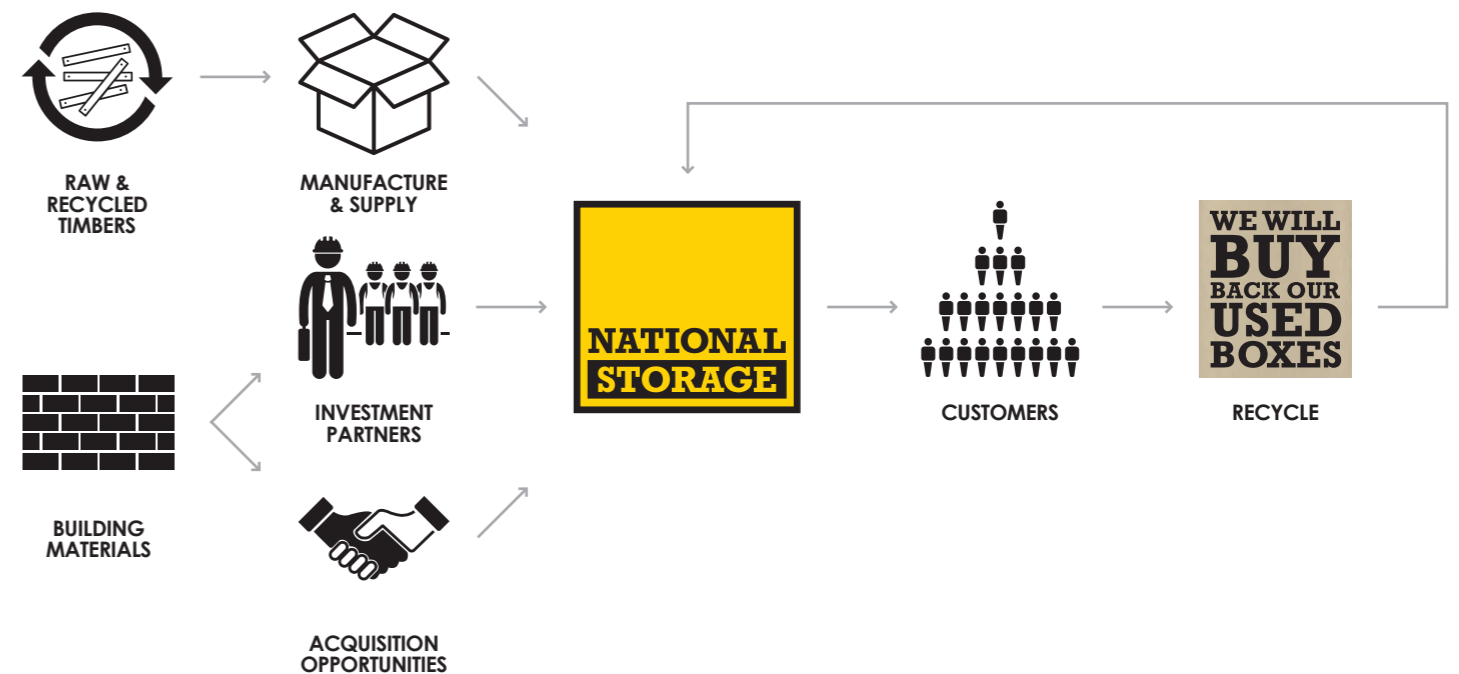 RAW &
RECYCLED
TIMBERS
MANUFACTURE
& SUPPLY
BUILDING
MATERIALS
INVESTMENT
PARTNERS
ACQUISITION
OPPORTUNITIES
NATIONAL
STORAGE
CUSTOMERS
WE WILL
BUY
BACK OUR
USED
BOXES
RECYCLE